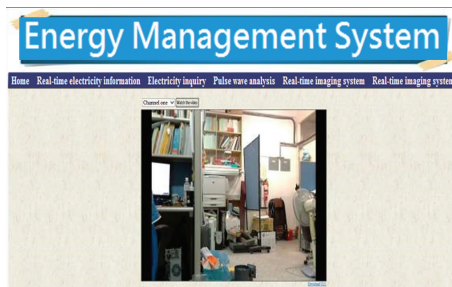 Energy Management System
Home Real-time electricity information Electricity inquiry Pulse wave analysis Real-time imaging system Real-time imaging system
Channel one Watch the video